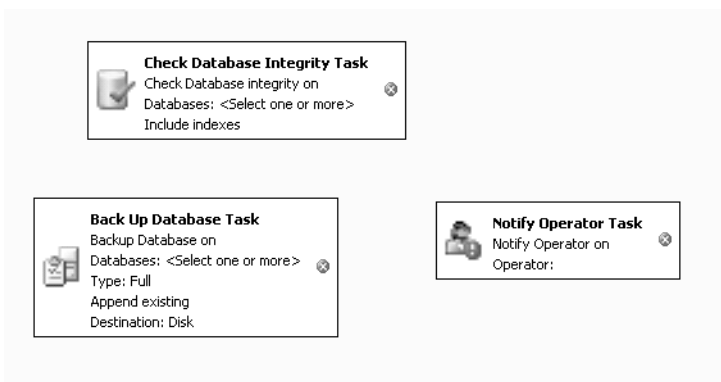 Check Database Integrity Task
Check Database integrity on
Databases: <Select one or more>
Include indexes
Back Up Database Task
Backup Database on
Databases: <Select one or more>
Type: Full
Append existing
Destination: Disk
Notify Operator Task
Notify Operator on
Operator: